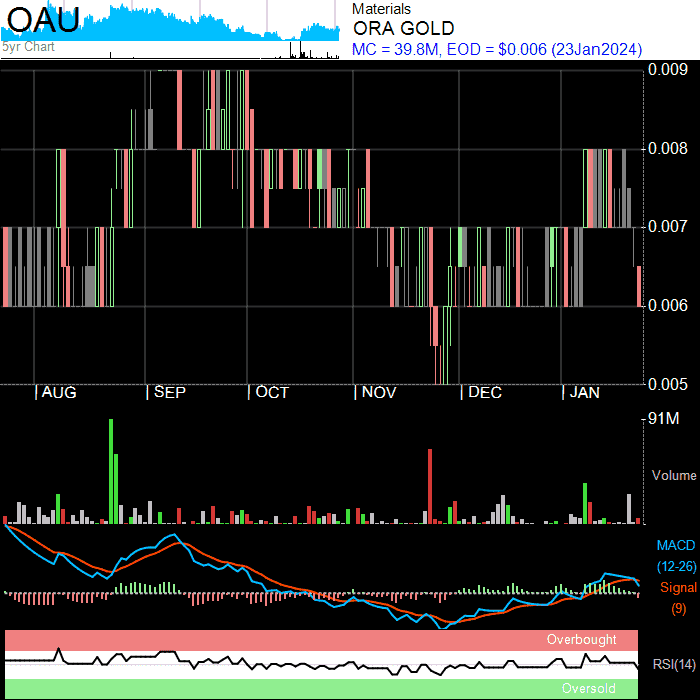 OAU
5yr Chart
Materials
ORA GOLD
MC = 39.8M, EOD = $0.006 (23Jan2024)
0.009
0.008
0.007
0.006
0.005
| AUG | SEP | OCT | NOV | DEC | JAN
91M
Volume
MACD
(12-26)
Signal
(9)
Overbought
RSI(14)
Oversold